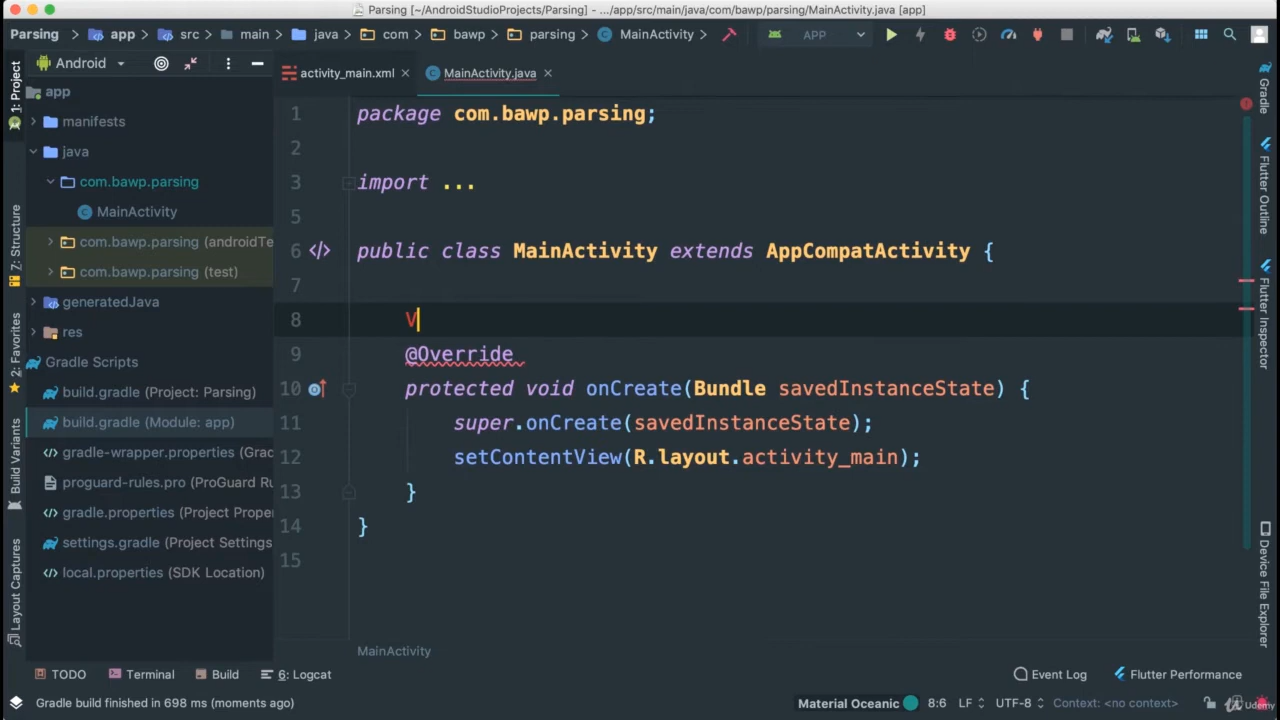 Parsing [~/AndroidStudioProjects/Parsing] - .../app/src/main/java/com/bawp/parsing/MainActivity.java [app]
Parsing app src main java com bawp parsing MainActivity APP
Android
activity_main.xml
MainActivity.java
1: Project
Z: Structure
2: Favorites
Build Variants
Layout Captures
app
manifests
java
com.bawp.parsing
MainActivity
com.bawp.parsing (androidTe
com.bawp.parsing (test)
generatedJava
res
Gradle Scripts
build.gradle (Project: Parsing)
build.gradle (Module: app)
gradle-wrapper.properties (Grad
proguard-rules.pro (ProGuard Ru
gradle.properties (Project Proper
settings.gradle (Project Settings
local.properties (SDK Location)
1 package com.bawp.parsing;
2
3 import ...
5
6 public class MainActivity extends AppCompatActivity {
7
8 V
9 @Override
10 protected void onCreate(Bundle savedInstanceState) {
11 super.onCreate(savedInstanceState);
12 setContentView(R.layout.activity_main);
13 }
14 }
15
MainActivity
Gradle
Flutter Outline
Flutter Inspector
Device File Explorer
TODO Terminal Build 6: Logcat Event Log Flutter Performance
Gradle build finished in 698 ms (moments ago) Material Oceanic 8:6 LF UTF-8 Context: <no context>
Udemy